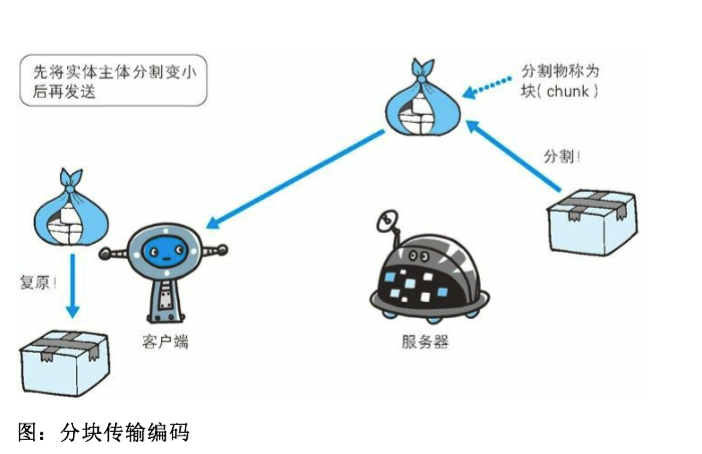 先将实体主体分割变小
后再发送
分割物称为
块( chunk )
分割!
复原!
客户端
服务器
图：分块传输编码